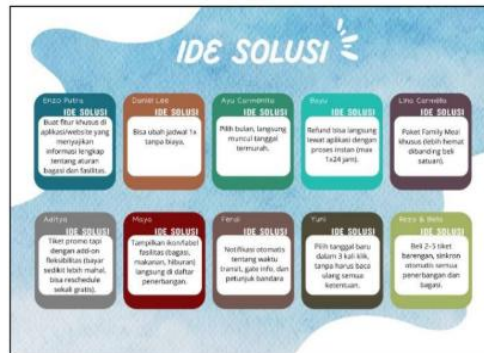 IDE SOLUSI
Enzo Putra
IDE SOLUSI
Buat fitur khusus di
aplikasi/website yang
menyajikan
informasi lengkap
tentang aturan
bagasi dan fasilitas.
Daniel Lee
IDE SOLUSI
Bisa ubah jadwal 1x
tanpa biaya.
Ayu Carmenita
IDE SOLUSI
Pilih bulan, langsung
muncul tanggal
termurah.
Bayu
IDE SOLUSI
Refund bisa langsung
lewat aplikasi dengan
proses instan (max
1x24 jam).
Lina Carmelia
IDE SOLUSI
Paket Family Meal
khusus (lebih hemat
dibanding beli
satuan).
Aditya
IDE SOLUSI
Tiket promo tapi
dengan add-on
fleksibilitas (bayar
sedikit lebih mahal,
bisa reschedule
sekali gratis).
Maya
IDE SOLUSI
Tampilkan ikon/label
fasilitas (bagasi,
makanan, hiburan)
langsung di daftar
penerbangan.
IDE SOLUSI
Notifikasi otomatis
tentang waktu
transit, gate info, dan
petunjuk bandara
Yuni
IDE SOLUSI
Pilih tanggal baru
dalam 3 kali klik,
tanpa harus baca
ulang semua
ketentuan.
IDE SOLUSI
Beli 2–5 tiket
barengan, sinkron
otomatis semua
penerbangan dan
bagasi.